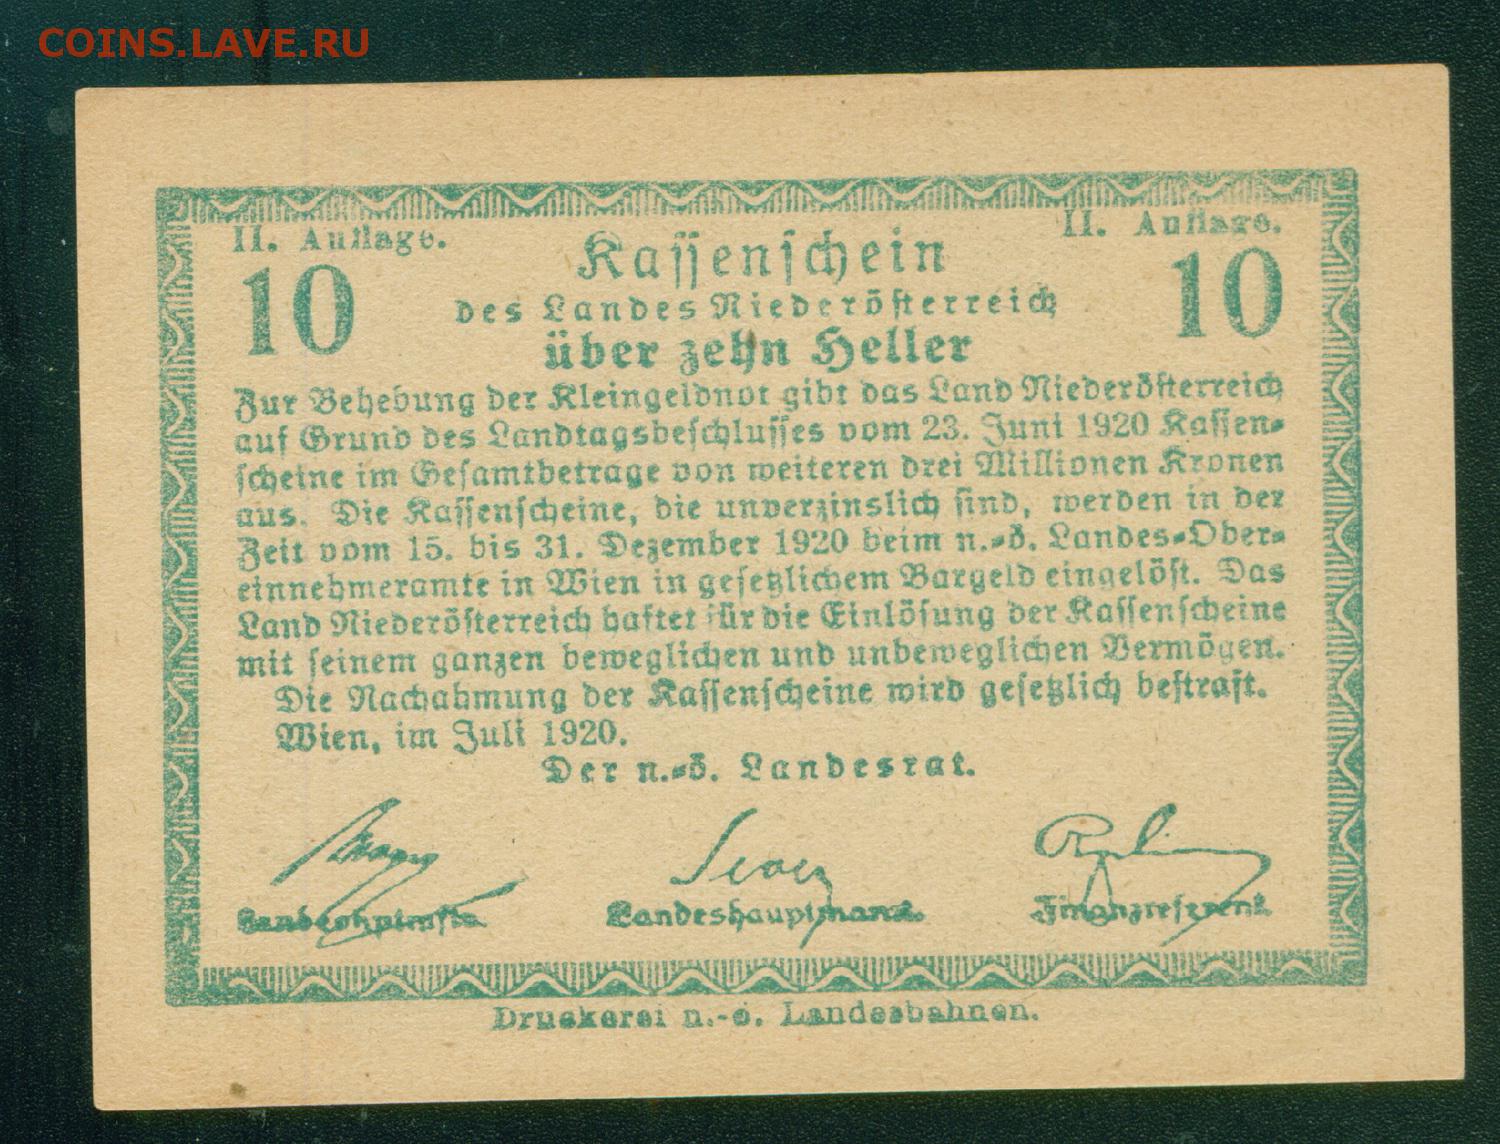 COINS.LAVE.RU
II. Auflage. II. Auflage.
10 Kassenschein 10
des Landes Niederösterreich
über zehn Heller
Zur Behebung der Kleingeldnot gibt das Land Niederösterreich
auf Grund des Landtagsbeschlusses vom 23. Juni 1920 Kassen-
scheine im Gesamtbetrage von weiteren drei Millionen Kronen
aus. Die Kassenscheine, die unverzinslich sind, werden in der
Zeit vom 15. bis 31. Dezember 1920 beim n.-ö. Landes-Ober-
einnehmeramte in Wien in gesetzlichem Bargeld eingelöst. Das
Land Niederösterreich haftet für die Einlösung der Kassenscheine
mit seinem ganzen beweglichen und unbeweglichen Vermögen.
Die Nachahmung der Kassenscheine wird gesetzlich bestraft.
Wien, im Juli 1920.
Der n.-ö. Landesrat.
Landeshauptmann. Finanzreferent
Druckerei n.-ö. Landesbahnen.